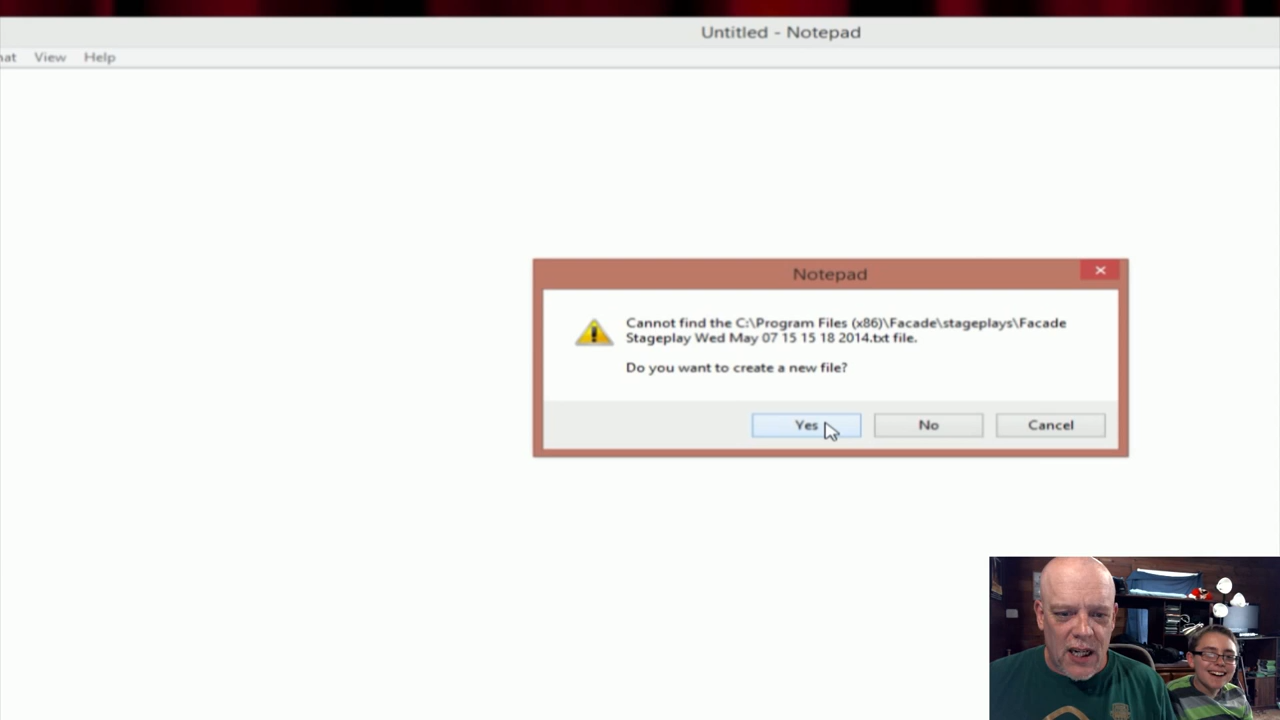 Untitled - Notepad
View Help
Notepad
Cannot find the C:\Program Files (x86)\Facade\stageplays\Facade
Stageplay Wed May 07 15 15 18 2014.txt file.
Do you want to create a new file?
Yes No Cancel